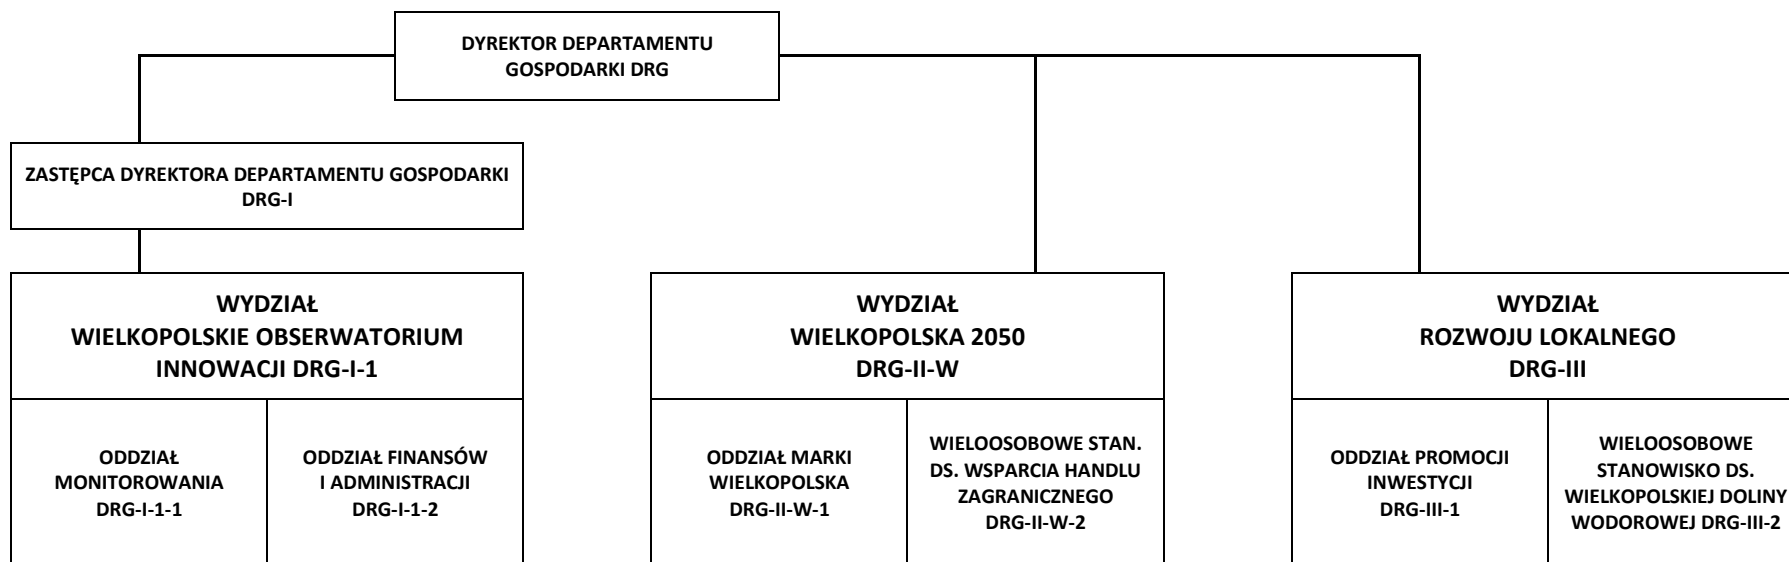 DYREKTOR DEPARTAMENTU
GOSPODARKI DRG
ZASTĘPCA DYREKTORA DEPARTAMENTU GOSPODARKI
DRG-I
WYDZIAŁ
WIELKOPOLSKIE OBSERWATORIUM
INNOWACJI DRG-I-1
ODDZIAŁ
MONITOROWANIA
DRG-I-1-1
ODDZIAŁ FINANSÓW
I ADMINISTRACJI
DRG-I-1-2
WYDZIAŁ
WIELKOPOLSKA 2050
DRG-II-W
ODDZIAŁ MARKI
WIELKOPOLSKA
DRG-II-W-1
WIELOOSOBOWE STAN.
DS. WSPARCIA HANDLU
ZAGRANICZNEGO
DRG-II-W-2
WYDZIAŁ
ROZWOJU LOKALNEGO
DRG-III
ODDZIAŁ PROMOCJI
INWESTYCJI
DRG-III-1
WIELOOSOBOWE
STANOWISKO DS.
WIELKOPOLSKIEJ DOLINY
WODOROWEJ DRG-III-2